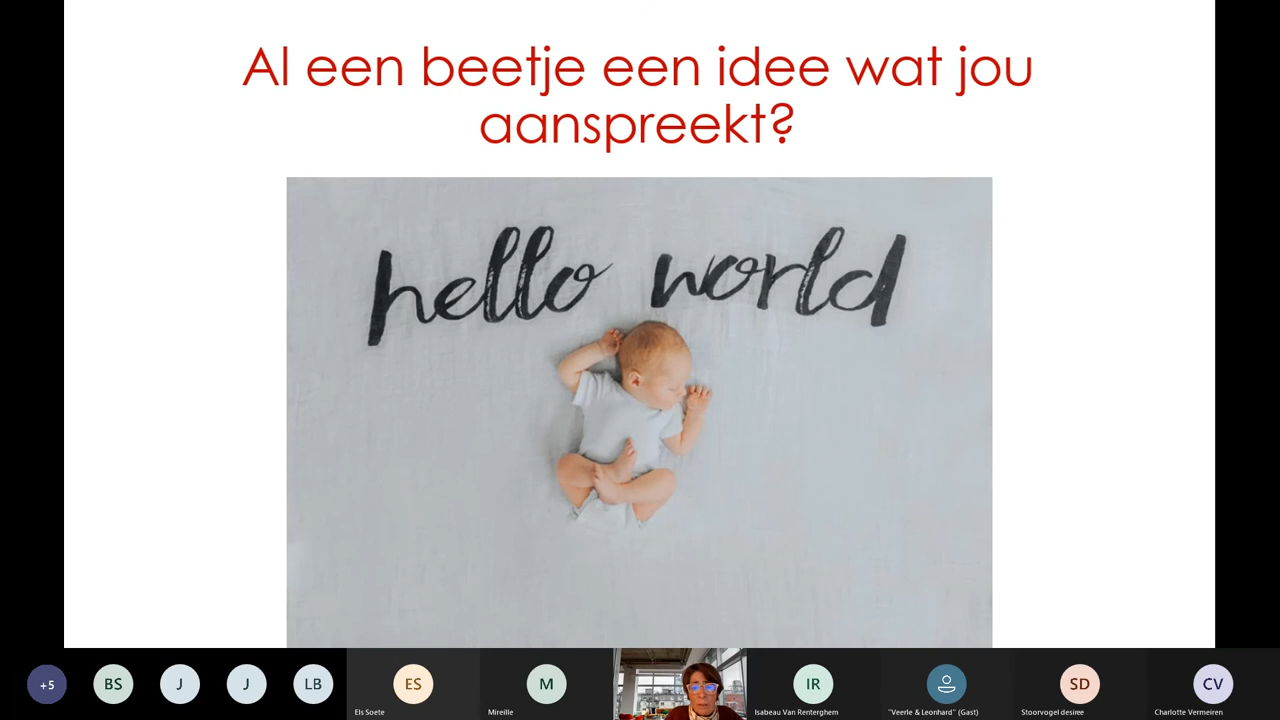 Al een beetje een idee wat jou
aanspreekt?
hello world
+5
BS
J
J
LB
ES
M
IR
SD
CV
Els Soete
Mireille
Isabeau Van Renterghem
"Veerle & Leonhard" (Gast)
Stoorvogel desiree
Charlotte Vermeiren